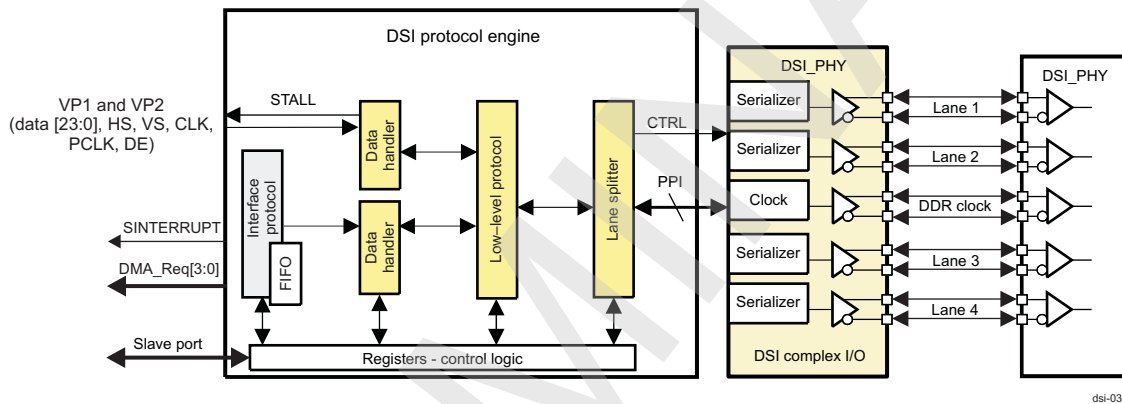 DSI protocol engine
VP1 and VP2
(data [23:0], HS, VS, CLK,
PCLK, DE)
STALL
Data
handler
Interface
protocol
FIFO
Data
handler
Low–level protocol
Lane splitter
SINTERRUPT
DMA_Req[3:0]
Slave port
Registers - control logic
CTRL
PPI
DSI_PHY
Serializer
Serializer
Clock
Serializer
Serializer
DSI complex I/O
Lane 1
Lane 2
DDR clock
Lane 3
Lane 4
DSI_PHY
dsi-03